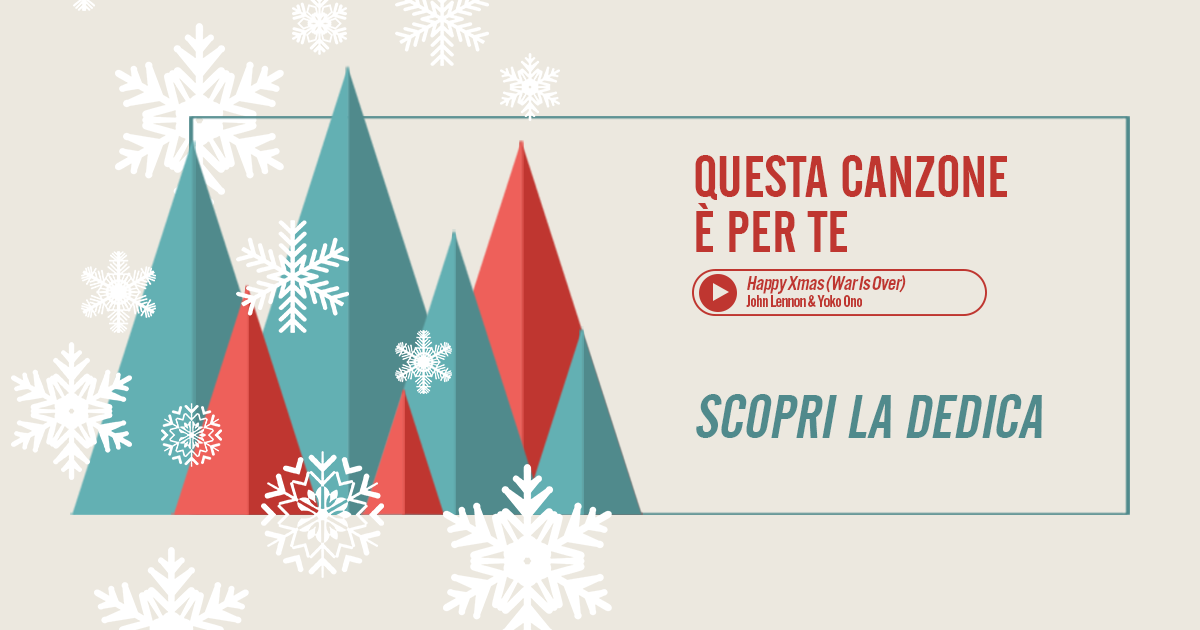 QUESTA CANZONE
È PER TE
Happy Xmas (War Is Over)
John Lennon & Yoko Ono
SCOPRI LA DEDICA